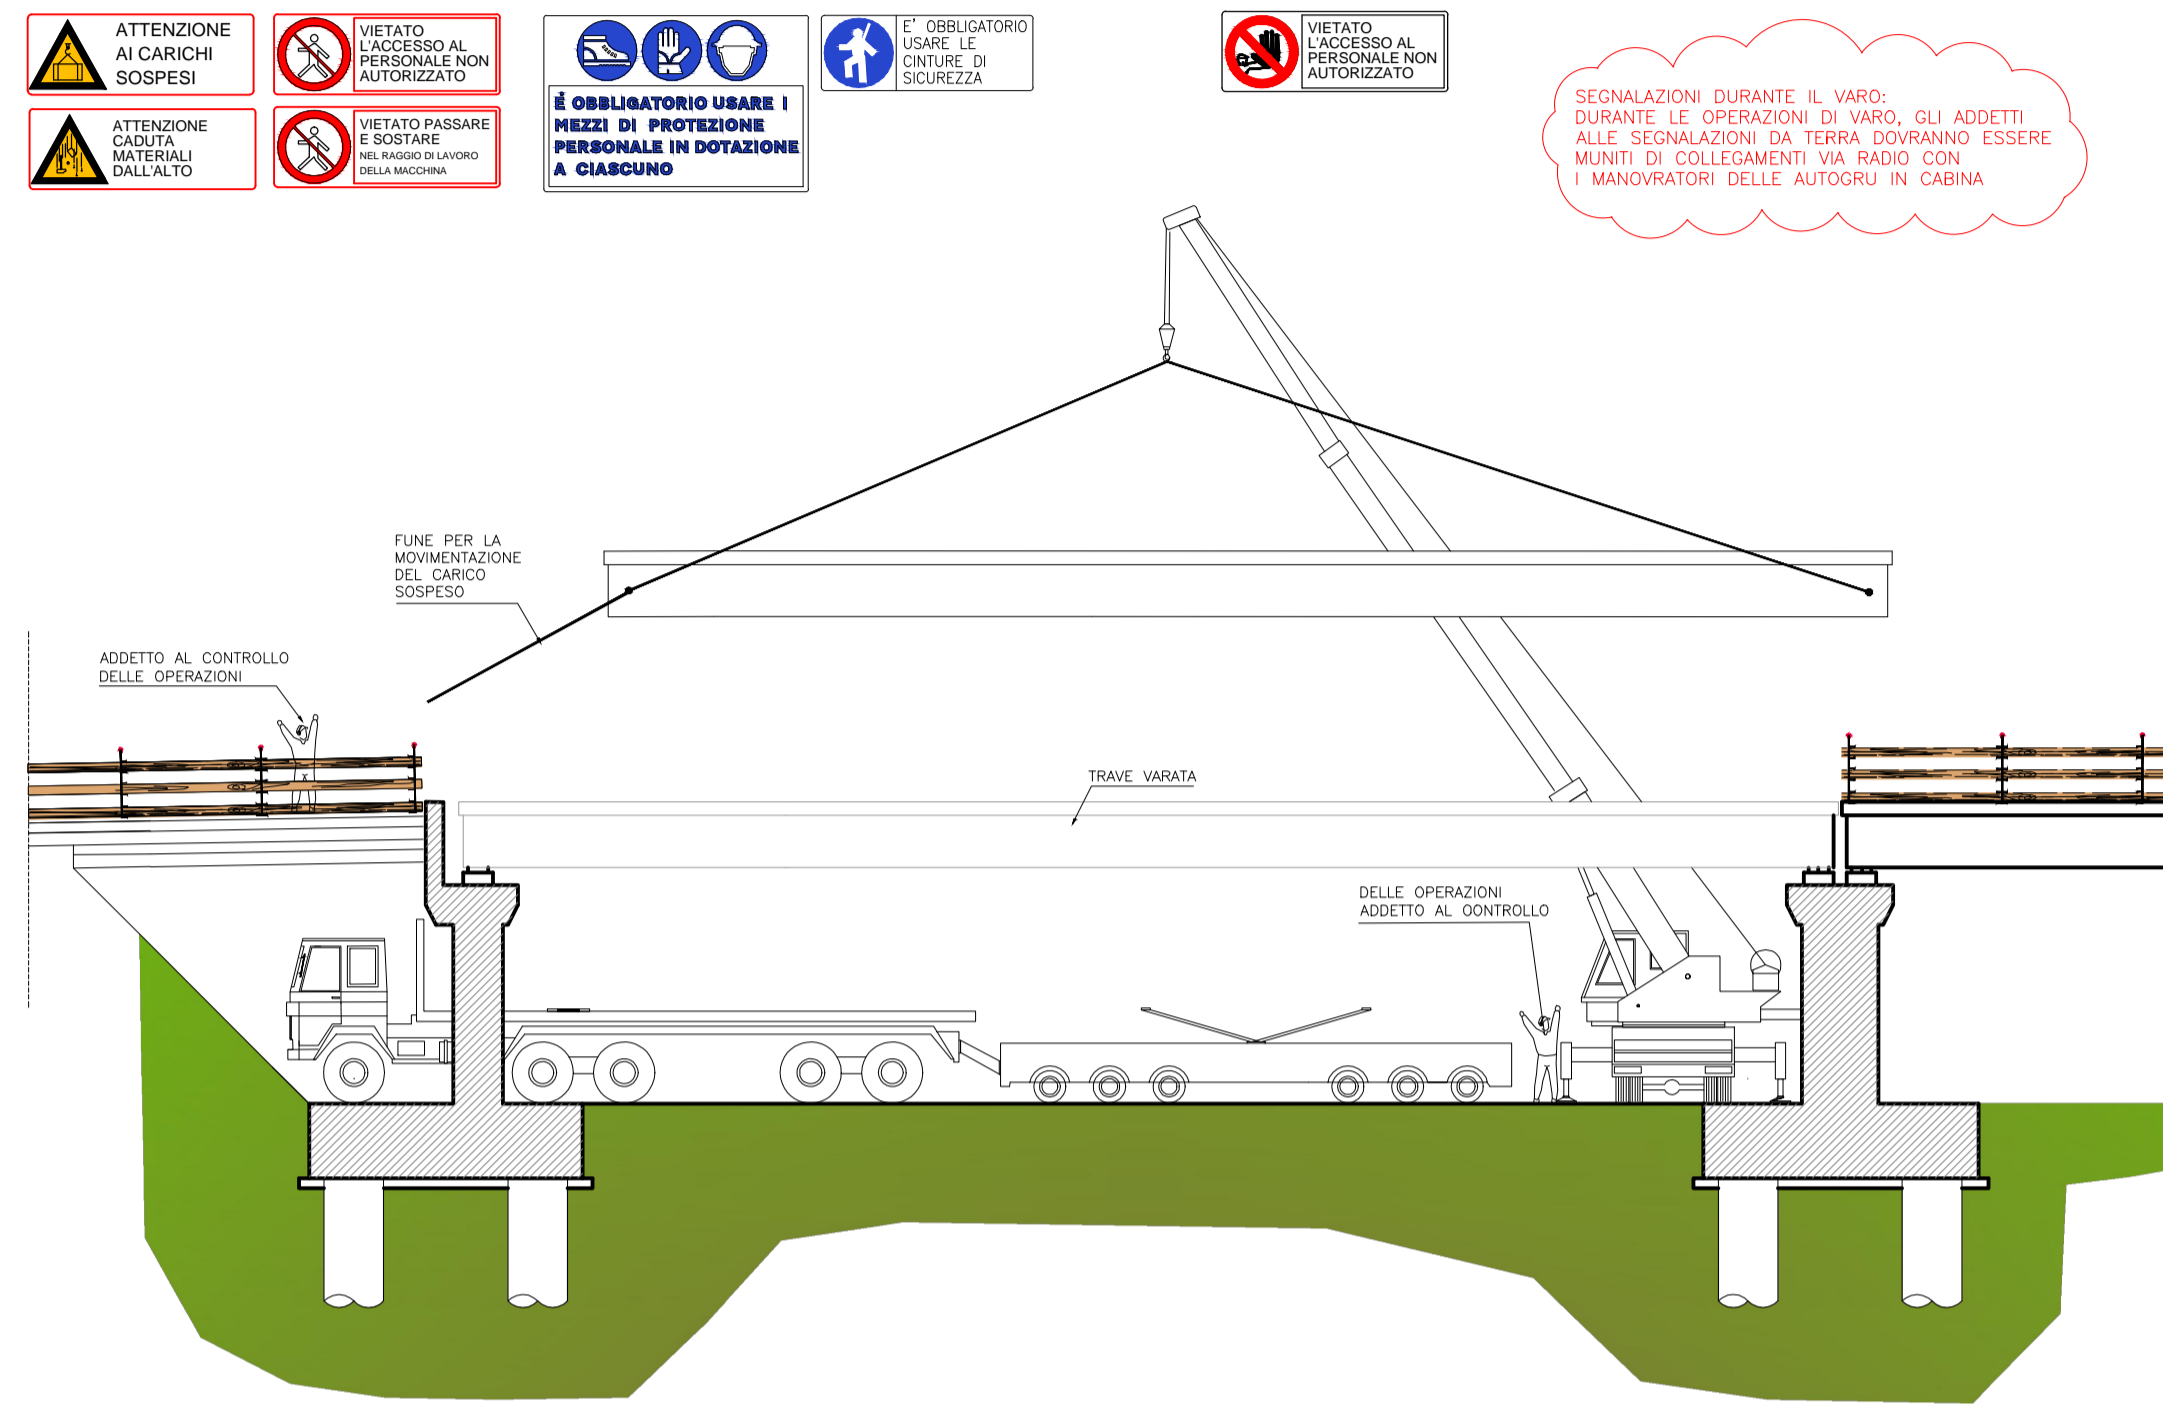 ATTENZIONE
AI CARICHI
SOSPESI
VIETATO
L'ACCESSO AL
PERSONALE NON
AUTORIZZATO
ATTENZIONE
CADUTA
MATERIALI
DALL'ALTO
VIETATO PASSARE
E SOSTARE
NEL RAGGIO DI LAVORO
DELLA MACCHINA
È OBBLIGATORIO USARE I
MEZZI DI PROTEZIONE
PERSONALE IN DOTAZIONE
A CIASCUNO
E' OBBLIGATORIO
USARE LE
CINTURE DI
SICUREZZA
VIETATO
L'ACCESSO AL
PERSONALE NON
AUTORIZZATO
SEGNALAZIONI DURANTE IL VARO:
DURANTE LE OPERAZIONI DI VARO, GLI ADDETTI
ALLE SEGNALAZIONI DA TERRA DOVRANNO ESSERE
MUNITI DI COLLEGAMENTI VIA RADIO CON
I MANOVRATORI DELLE AUTOGRU IN CABINA
FUNE PER LA
MOVIMENTAZIONE
DEL CARICO
SOSPESO
ADDETTO AL CONTROLLO
DELLE OPERAZIONI
TRAVE VARATA
DELLE OPERAZIONI
ADDETTO AL OONTROLLO